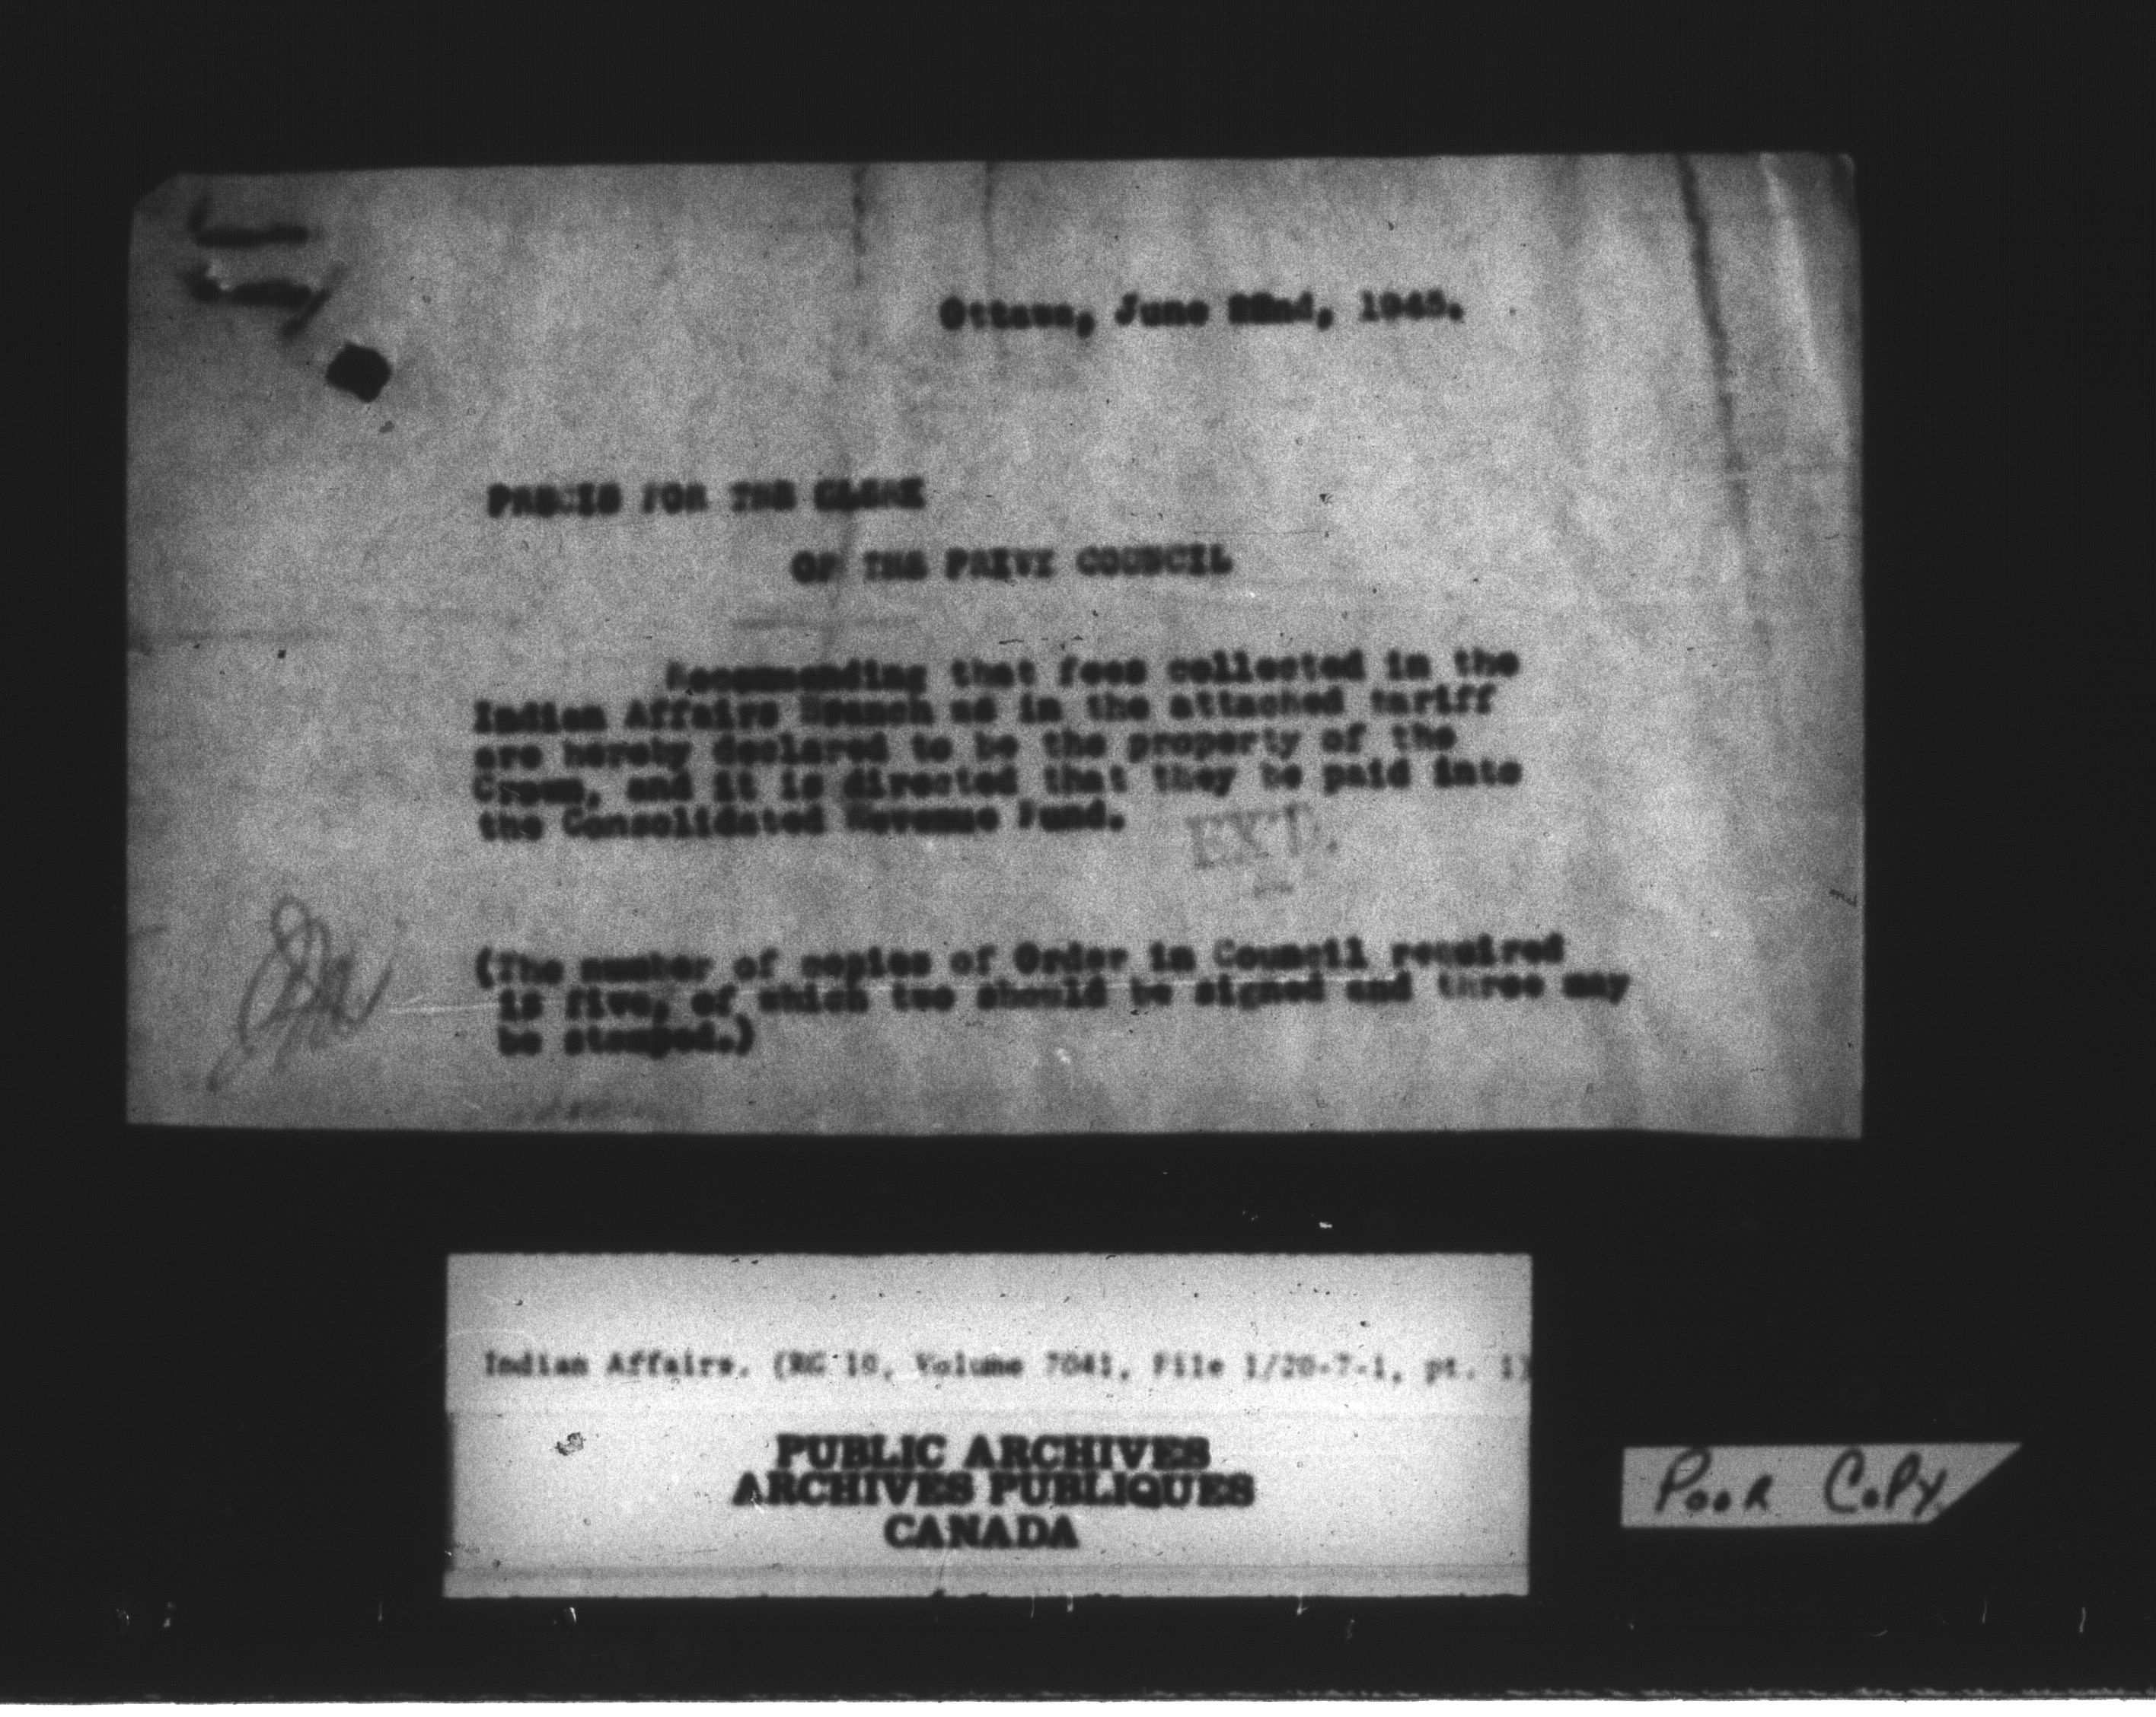 Ottawa, June 22nd, 1945.
PRECIS FOR THE CLERK
OF THE PRIVY COUNCIL
Recommending that fees collected in the
Indian Affairs Branch as in the attached tariff
are hereby declared to be the property of the
Crown, and it is directed that they be paid into
the Consolidated Revenue Fund.
EX'D.
(The number of copies of Order in Council required
is five, of which two should be signed and three may
be stamped.)
Indian Affairs. (RG 10, Volume 7041, File 1/20-7-1, pt. 1)
PUBLIC ARCHIVES
ARCHIVES PUBLIQUES
CANADA
POOR COPY